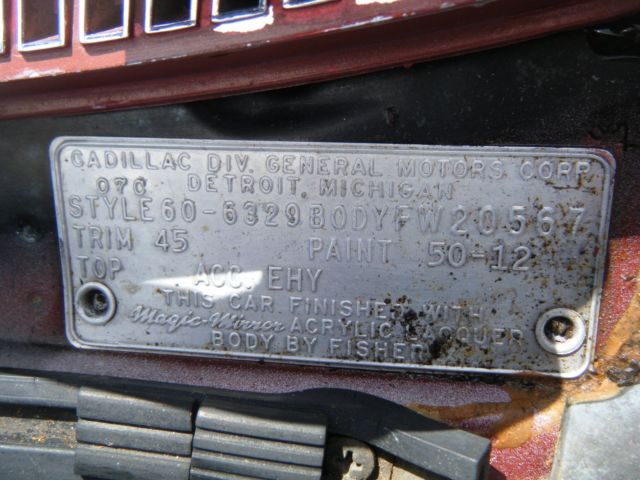 CADILLAC DIV. GENERAL MOTORS CORP.
07C DETROIT, MICHIGAN
STYLE 60-6329 BODY FW 20567
TRIM 45 PAINT 50-12
TOP ACC. EHY
THIS CAR FINISHED WITH
Magic-Mirror ACRYLIC LACQUER
BODY BY FISHER